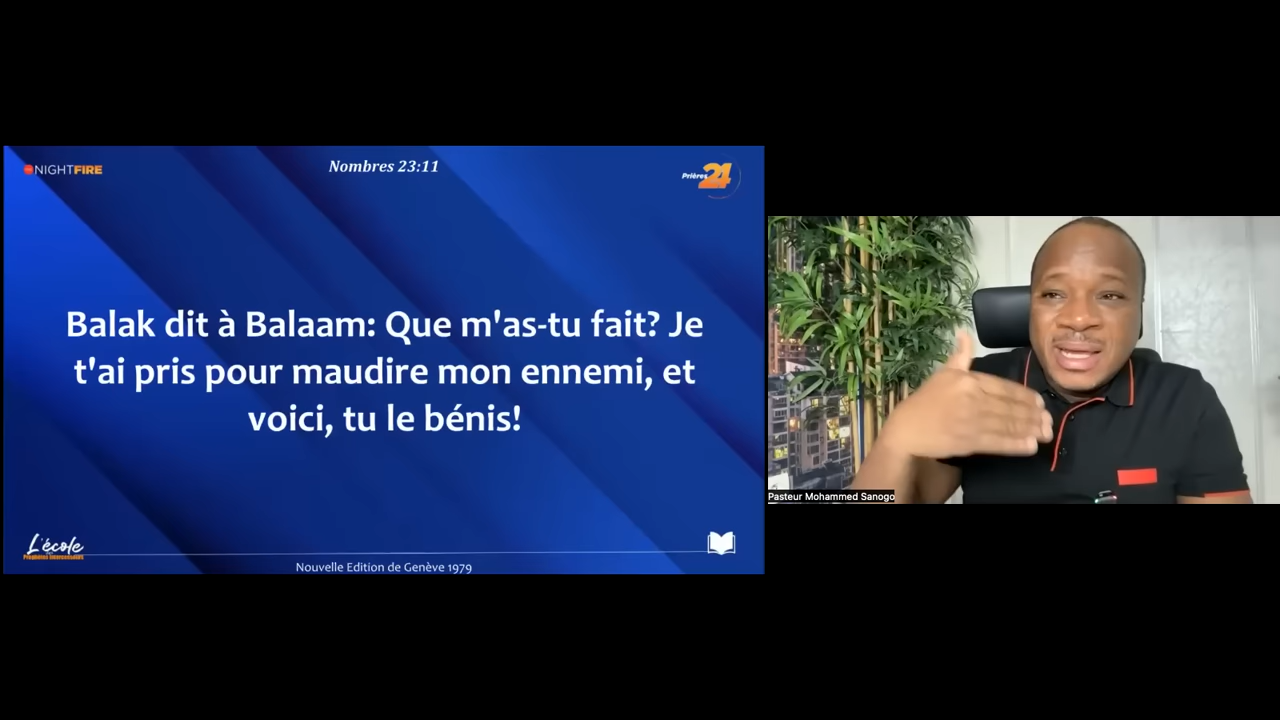 NIGHTFIRE
Nombres 23:11
Prières 24
Balak dit à Balaam: Que m'as-tu fait? Je
t'ai pris pour maudire mon ennemi, et
voici, tu le bénis!
L'école
Nouvelle Edition de Genève 1979
Pasteur Mohammed Sanogo